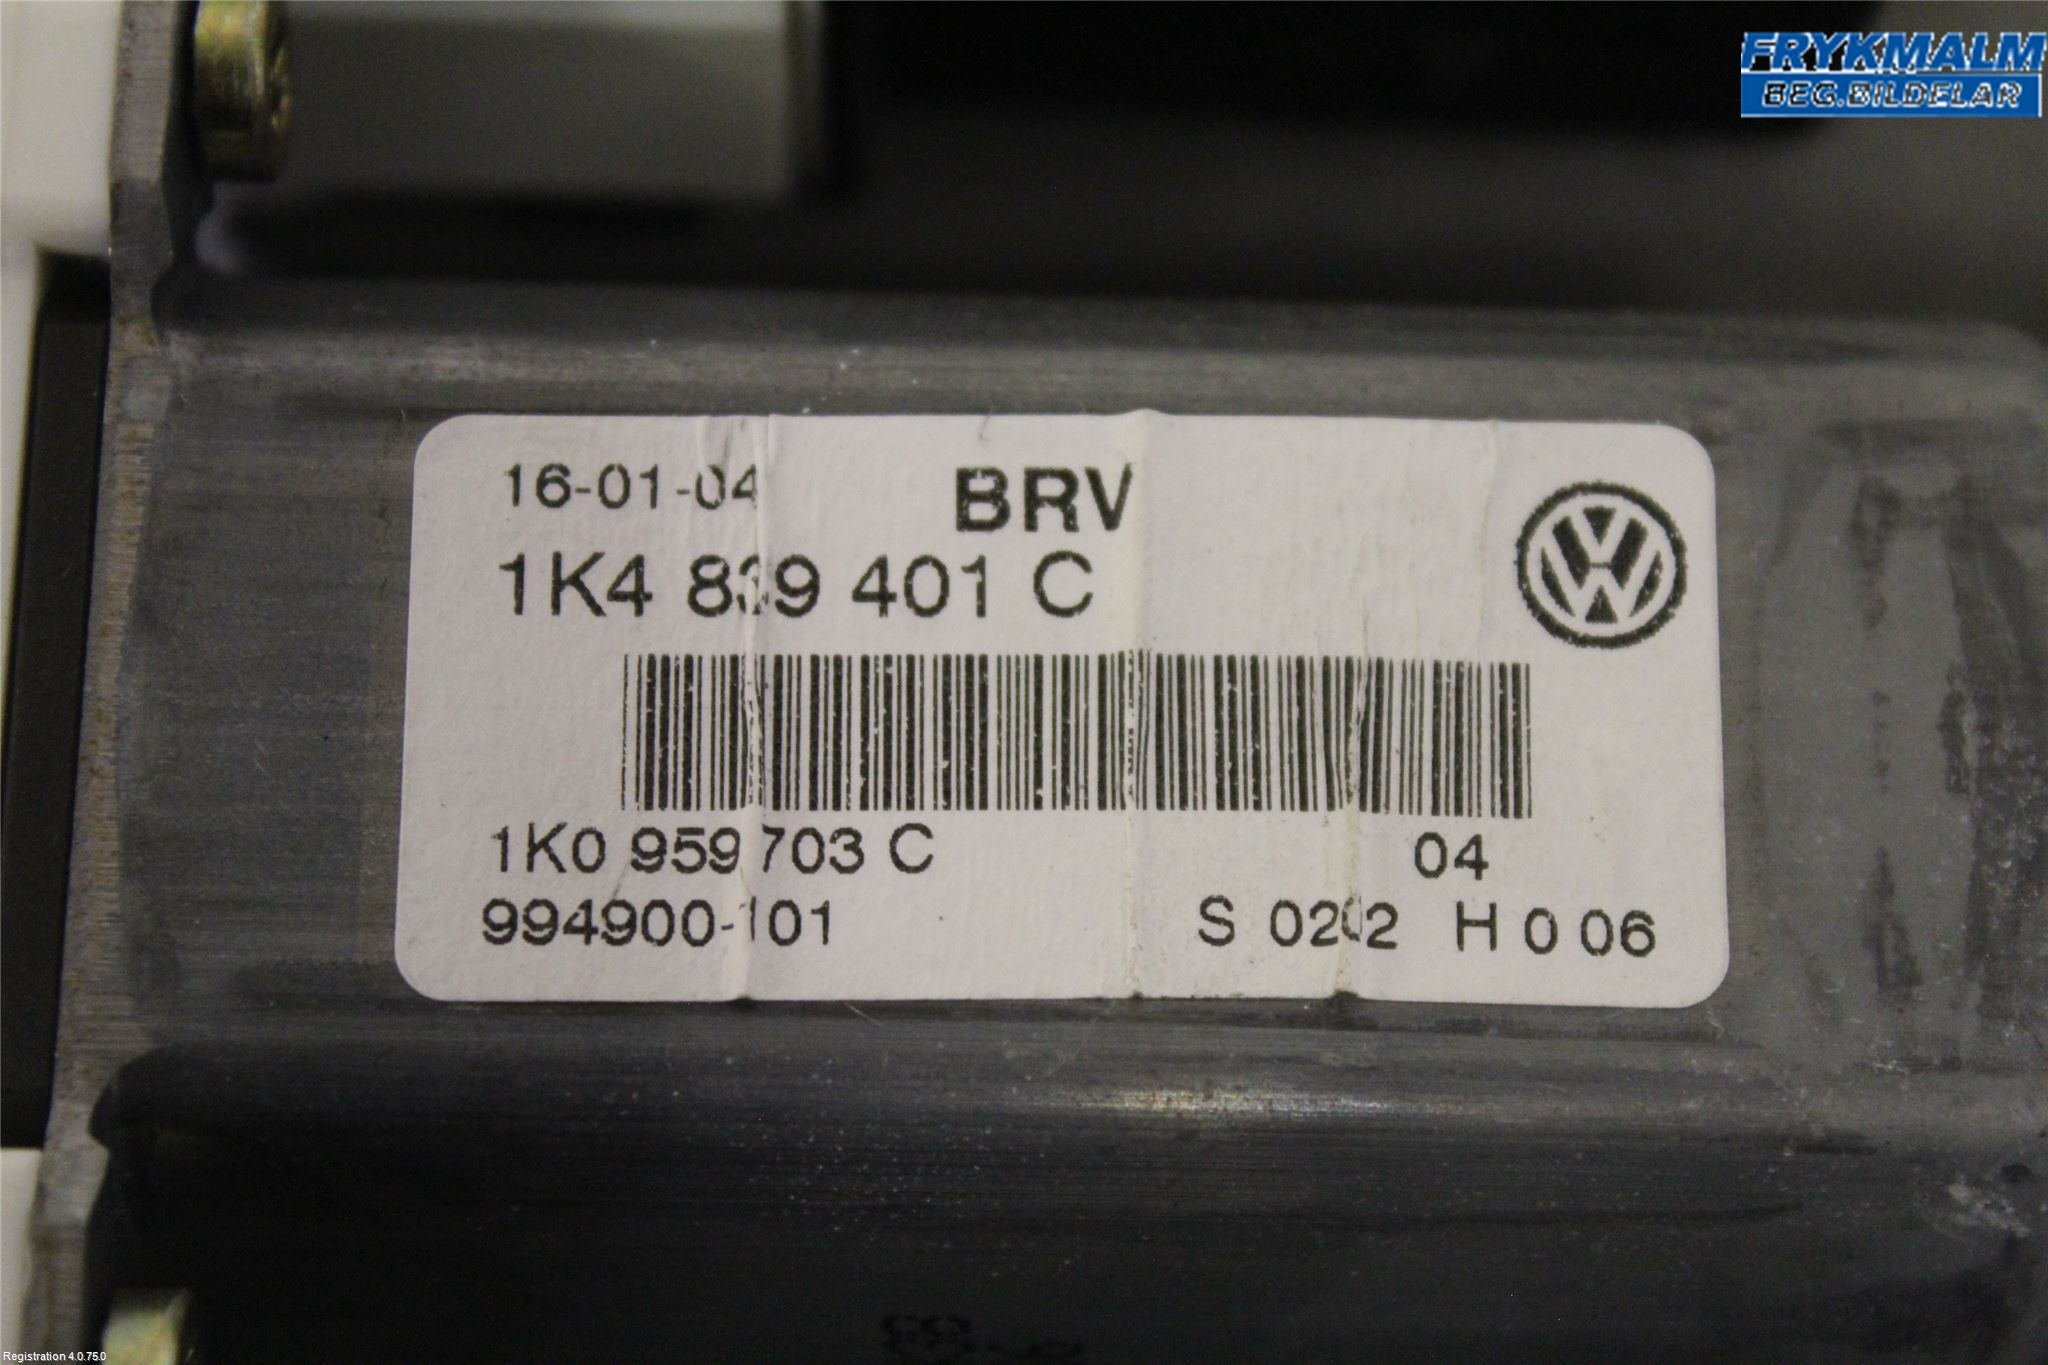 FRYKMALM
BEG.BILDELAR
16-01-04 BRV
1K4 839 401 C
1K0 959 703 C 04
994900-101 S 0202 H 0 06
Registration 4.0.75.0